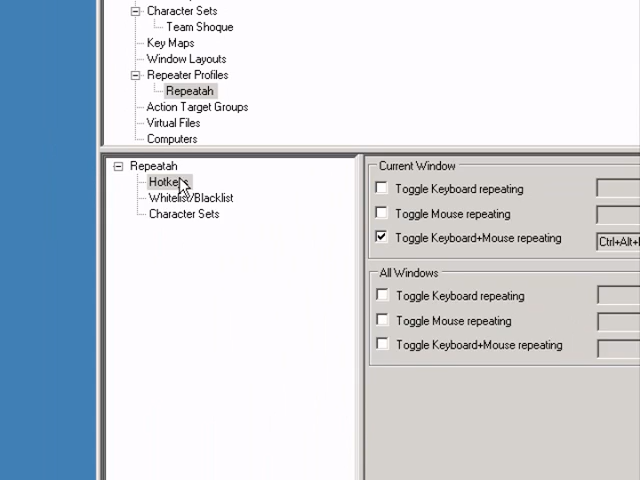 Character Sets
Team Shoque
Key Maps
Window Layouts
Repeater Profiles
Repeatah
Action Target Groups
Virtual Files
Computers
Repeatah
Whitelist/Blacklist
Character Sets
Current Window
Toggle Keyboard repeating
Toggle Mouse repeating
Toggle Keyboard+Mouse repeating
Ctrl+Alt+
All Windows
Toggle Keyboard repeating
Toggle Mouse repeating
Toggle Keyboard+Mouse repeating